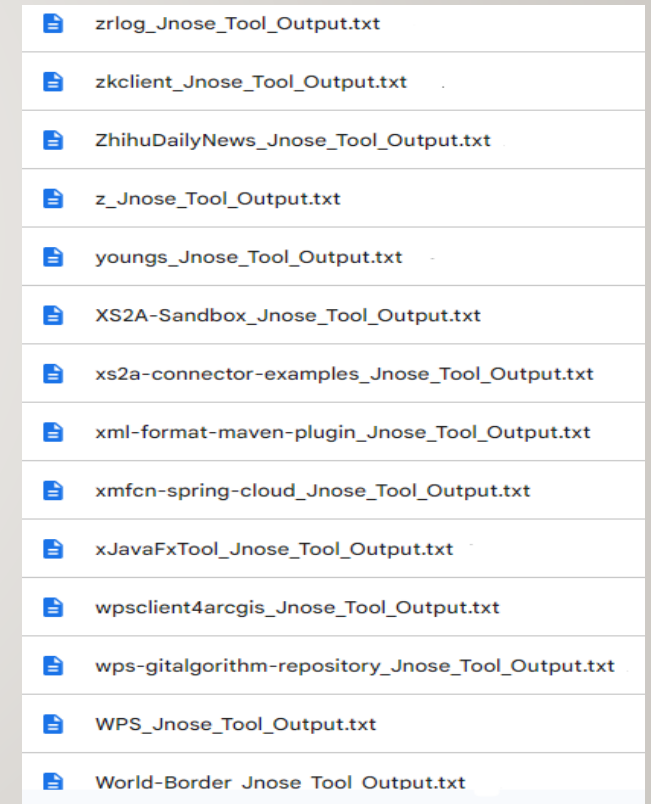 zrlog_Jnose_Tool_Output.txt
zkclient_Jnose_Tool_Output.txt
ZhihuDailyNews_Jnose_Tool_Output.txt
z_Jnose_Tool_Output.txt
youngs_Jnose_Tool_Output.txt
XS2A-Sandbox_Jnose_Tool_Output.txt
xs2a-connector-examples_Jnose_Tool_Output.txt
xml-format-maven-plugin_Jnose_Tool_Output.txt
xmfcn-spring-cloud_Jnose_Tool_Output.txt
xJavaFxTool_Jnose_Tool_Output.txt
wpsclient4arcgis_Jnose_Tool_Output.txt
wps-gitalgorithm-repository_Jnose_Tool_Output.txt
WPS_Jnose_Tool_Output.txt
World-Border_Jnose_Tool_Output.txt